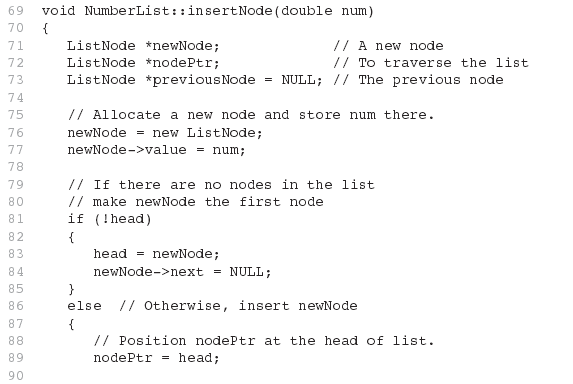 69 void NumberList::insertNode(double num)
70 {
71    ListNode *newNode;             // A new node
72    ListNode *nodePtr;             // To traverse the list
73    ListNode *previousNode = NULL; // The previous node
74
75    // Allocate a new node and store num there.
76    newNode = new ListNode;
77    newNode->value = num;
78
79    // If there are no nodes in the list
80    // make newNode the first node
81    if (!head)
82    {
83       head = newNode;
84       newNode->next = NULL;
85    }
86    else  // Otherwise, insert newNode
87    {
88       // Position nodePtr at the head of list.
89       nodePtr = head;
90